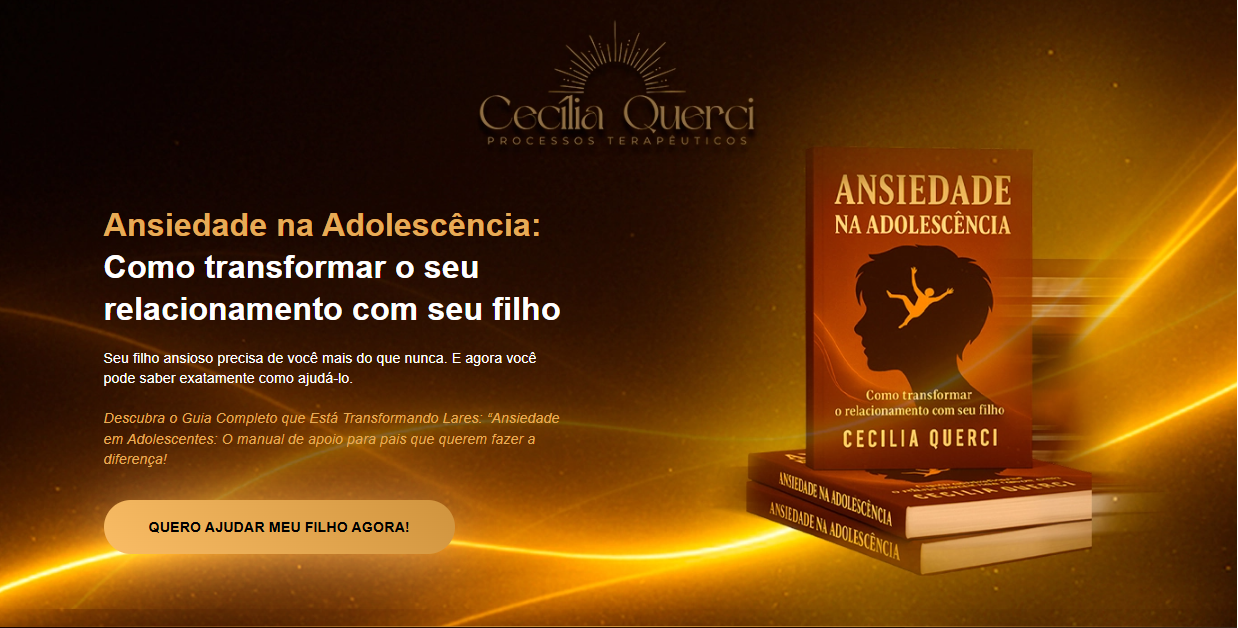 Cecília Querci
PROCESSOS TERAPÊUTICOS
Ansiedade na Adolescência:
Como transformar o seu
relacionamento com seu filho
Seu filho ansioso precisa de você mais do que nunca. E agora você
pode saber exatamente como ajudá-lo.
Descubra o Guia Completo que Está Transformando Lares: “Ansiedade
em Adolescentes: O manual de apoio para pais que querem fazer a
diferença!
QUERO AJUDAR MEU FILHO AGORA!
ANSIEDADE
NA ADOLESCÊNCIA
Como transformar
o relacionamento com seu filho
CECILIA QUERCI
CECILIA QUERCI
ANSIEDADE NA ADOLESCÊNCIA
ANSIEDADE NA ADOLESCÊNCIA